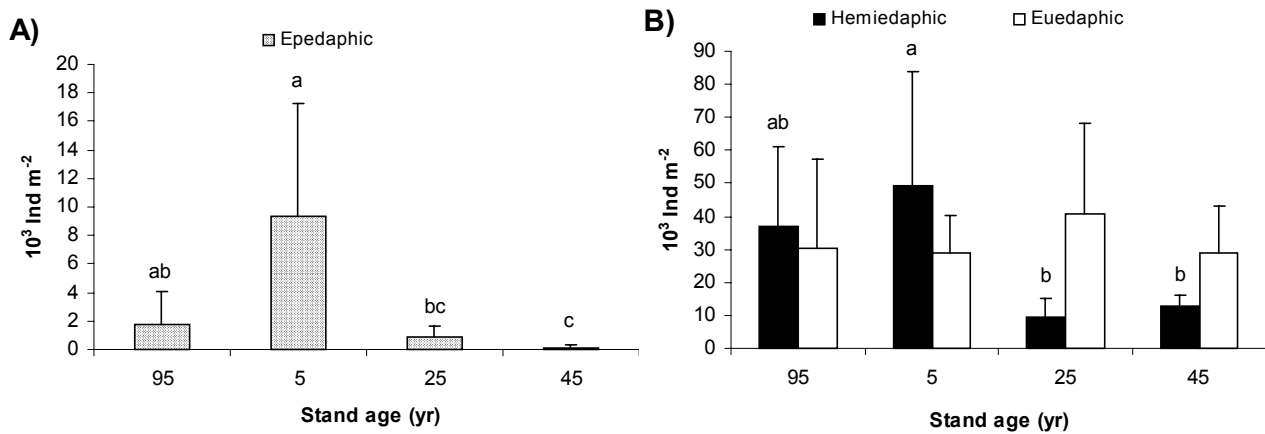 A)
Epedaphic
10³ Ind m⁻²
20
18
16
14
12
10
8
6
4
2
0
ab
a
bc
c
95 5 25 45
Stand age (yr)
B)
Hemiedaphic Euedaphic
10³ Ind m⁻²
90
80
70
60
50
40
30
20
10
0
ab
a
b
b
95 5 25 45
Stand age (yr)